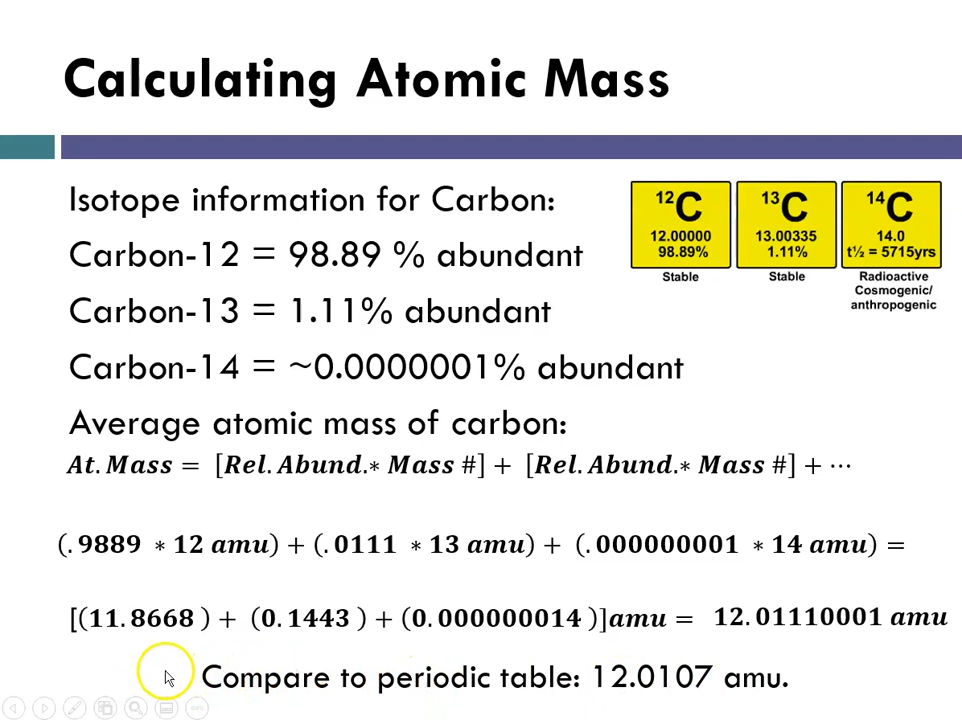 Calculating Atomic Mass
Isotope information for Carbon:
Carbon-12 = 98.89 % abundant
Carbon-13 = 1.11% abundant
Carbon-14 = ~0.0000001% abundant
¹²C
12.00000
98.89%
Stable
¹³C
13.00335
1.11%
Stable
¹⁴C
14.0
t½ = 5715yrs
Radioactive
Cosmogenic/
anthropogenic
Average atomic mass of carbon:
At. Mass = [Rel. Abund.* Mass #] + [Rel. Abund.* Mass #] + ⋯
(. 9889 * 12 amu) + (. 0111 * 13 amu) + (. 000000001 * 14 amu) =
[(11. 8668 ) + (0. 1443 ) + (0. 000000014 )]amu = 12. 01110001 amu
Compare to periodic table: 12.0107 amu.